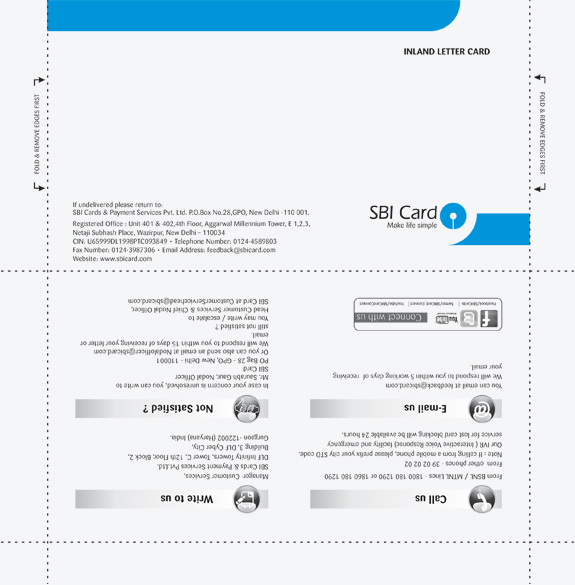 INLAND LETTER CARD
FOLD & REMOVE EDGES FIRST
FOLD & REMOVE EDGES FIRST
If undelivered please return to:
SBI Cards & Payment Services Pvt. Ltd. P.O.Box No.28,GPO, New Delhi -110 001.
Registered Office : Unit 401 & 402,4th Floor, Aggarwal Millennium Tower, E 1,2,3,
Netaji Subhash Place, Wazirpur, New Delhi – 110034
CIN: U65999DL1998PTC093849 • Telephone Number: 0124-4589803
Fax Number: 0124-3987306 • Email Address: feedback@sbicard.com
Website: www.sbicard.com
SBI Card
Make life simple
Call us
From BSNL / MTNL Lines - 1800 180 1290 or 1860 180 1290
From other phones - 39 02 02 02
Note : If calling from a mobile phone, please prefix your city STD code.
Our IVR ( Interactive Voice Response) facility and emergency
service for lost card blocking will be available 24 hours.
E-mail us
You can email at feedback@sbicard.com
We will respond to you within 5 working days of receiving
your email.
Connect with us
You Tube
Facebook/SBICards | Twitter/SBICard_Connect | YouTube/SBICardConnect
Write to us
Manager- Customer Services,
SBI Cards & Payment Services Pvt.Ltd.
DLF Infinity Towers, Tower C, 12th Floor, Block 2,
Building 3, DLF Cyber City,
Gurgaon -122002 (Haryana) India.
Not Satisfied ?
In case your concern is unresolved, you can write to
Mr. Saurabh Gaur, Nodal Officer
SBI Card
PO Bag 28 - GPO, New Delhi - 110001
Or you can also send an email at Nodalofficer@sbicard.com
We will respond to you within 15 days of receiving your letter or
email.
still not satisfied ?
You may write / escalate to
Head Customer Services & Chief Nodal Officer,
SBI Card at CustomerServicehead@sbicard.com